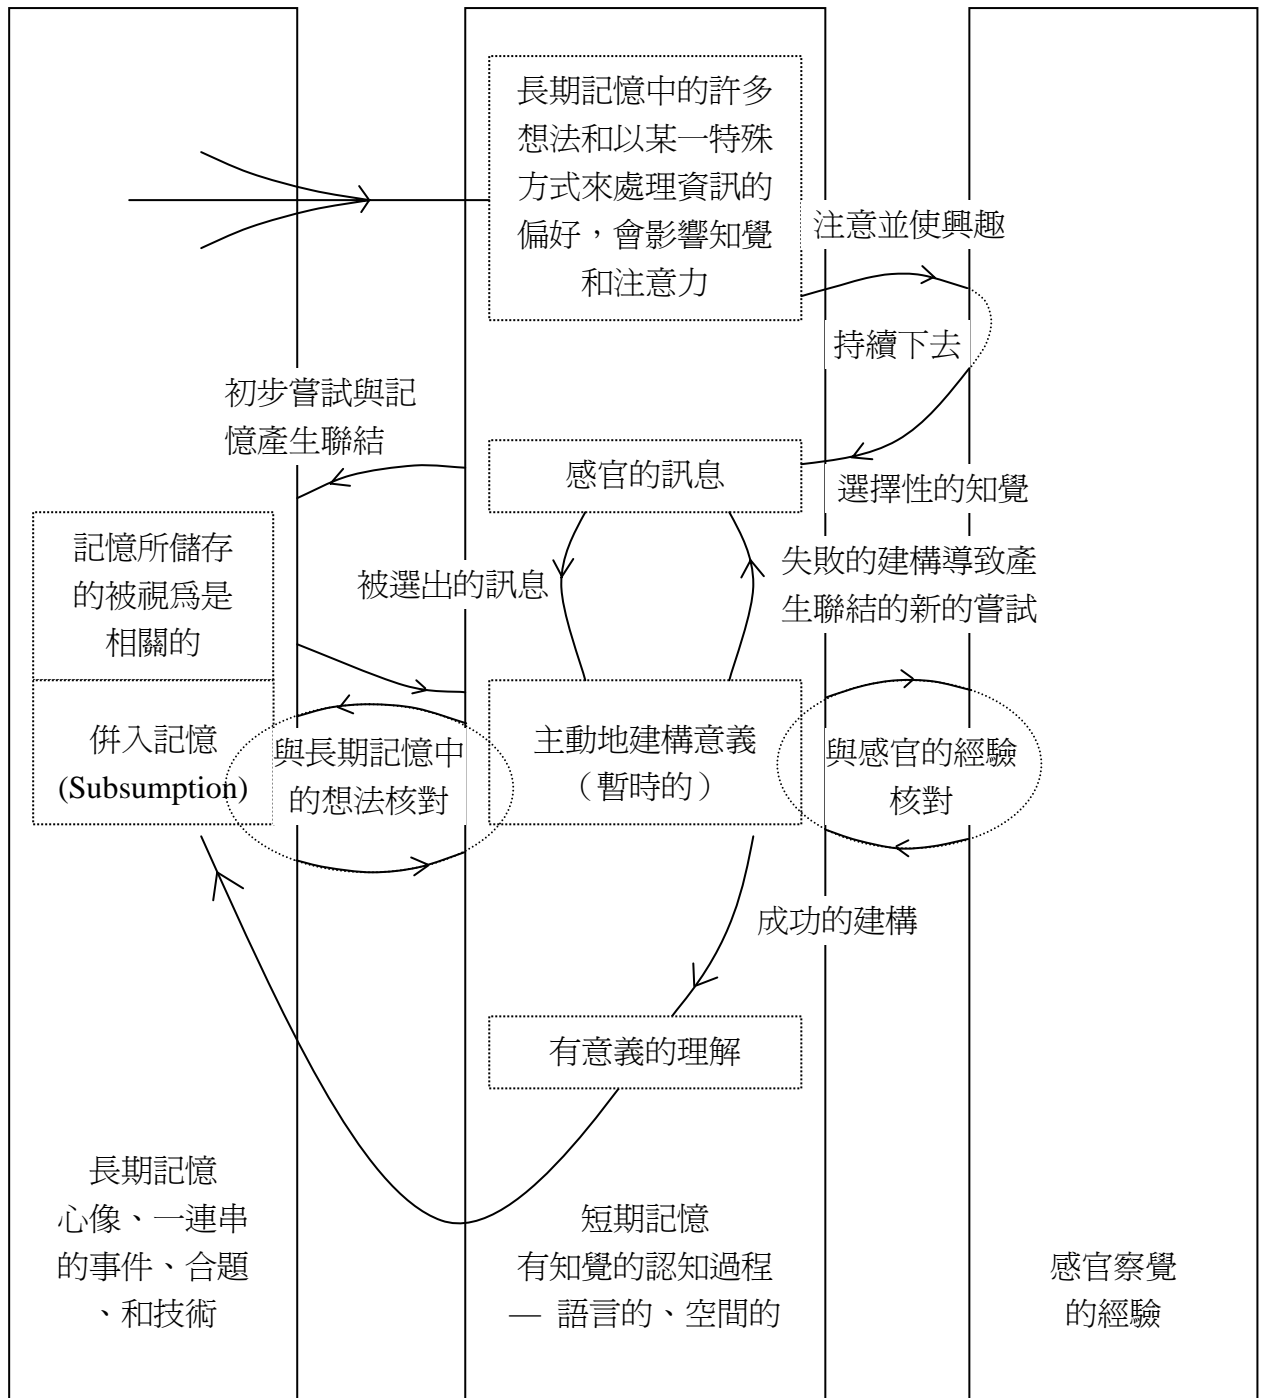 長期記憶中的許多
想法和以某一特殊
方式來處理資訊的
偏好，會影響知覺
和注意力
注意並使興趣
持續下去
初步嘗試與記
憶產生聯結
感官的訊息
選擇性的知覺
記憶所儲存
的被視爲是
相關的
被選出的訊息
失敗的建構導致產
生聯結的新的嘗試
併入記憶
(Subsumption)
與長期記憶中
的想法核對
主動地建構意義
（暫時的）
與感官的經驗
核對
成功的建構
有意義的理解
長期記憶
心像、一連串
的事件、合題
、和技術
短期記憶
有知覺的認知過程
— 語言的、空間的
感官察覺
的經驗